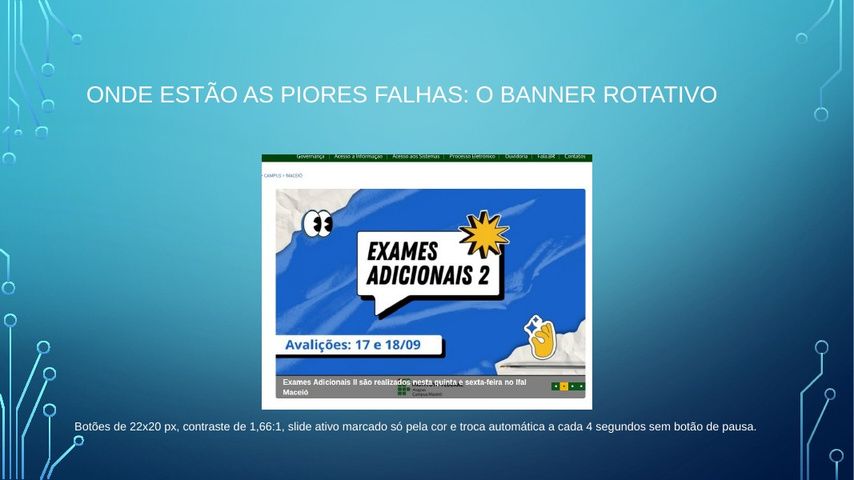 ONDE ESTÃO AS PIORES FALHAS: O BANNER ROTATIVO
Governança | Acesso à Informação | Acesso aos Sistemas | Processo Eletrônico | Ouvidoria | Fala.BR | Contatos
CAMPUS > MACEIÓ
EXAMES
ADICIONAIS 2
Avalições: 17 e 18/09
Exames Adicionais II são realizados nesta quinta e sexta-feira no Ifal
Maceió
Alagoas
Campus Maceió
Botões de 22x20 px, contraste de 1,66:1, slide ativo marcado só pela cor e troca automática a cada 4 segundos sem botão de pausa.